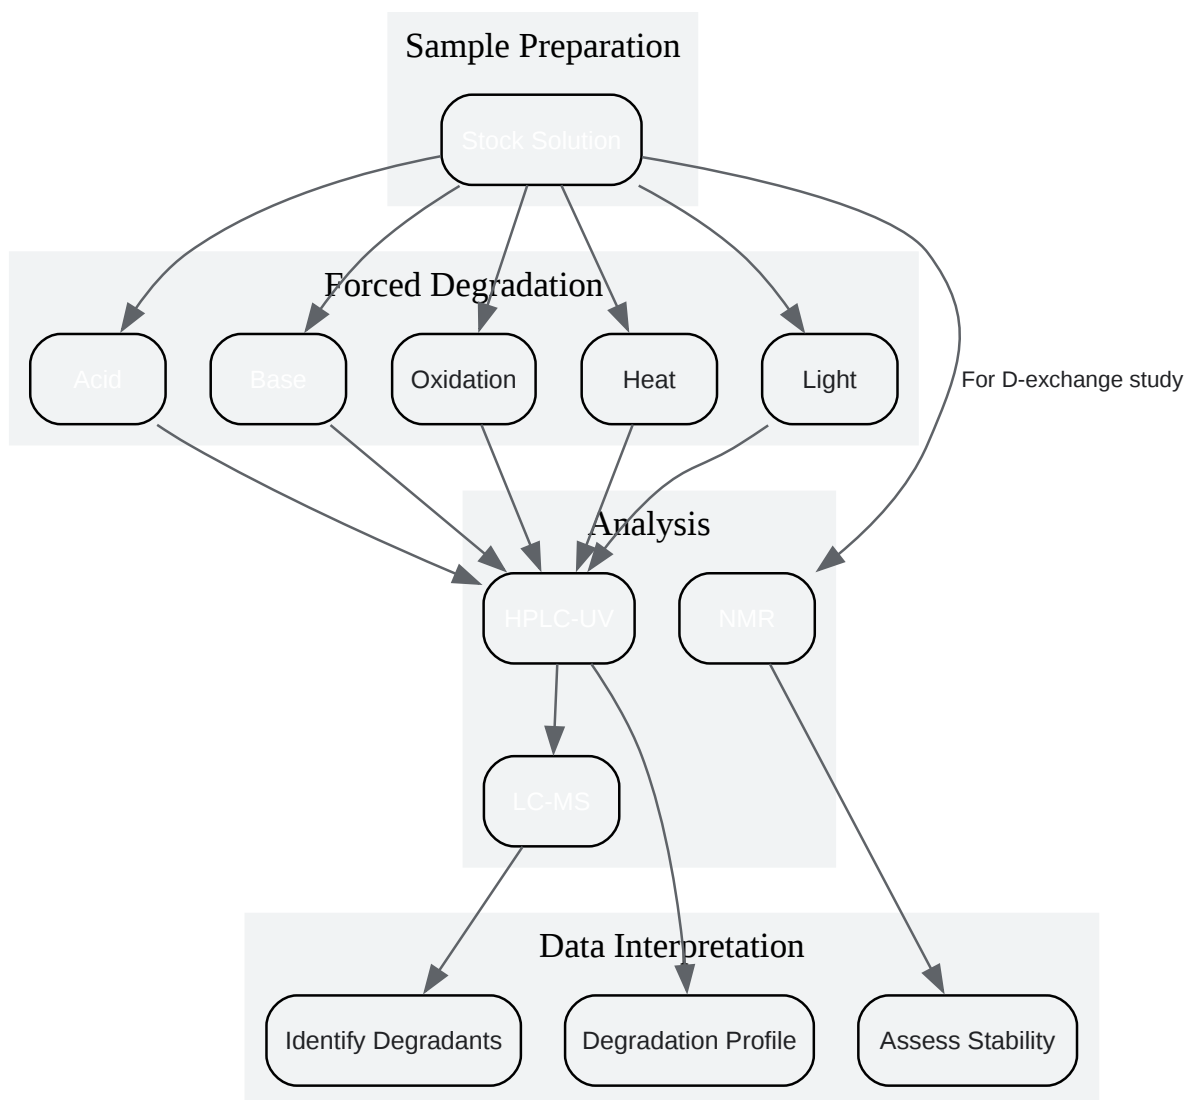 Sample Preparation
Stock Solution
Forced Degradation
Acid
Base
Oxidation
Heat
Light
For D-exchange study
Analysis
HPLC-UV
NMR
LC-MS
Data Interpretation
Identify Degradants
Degradation Profile
Assess Stability